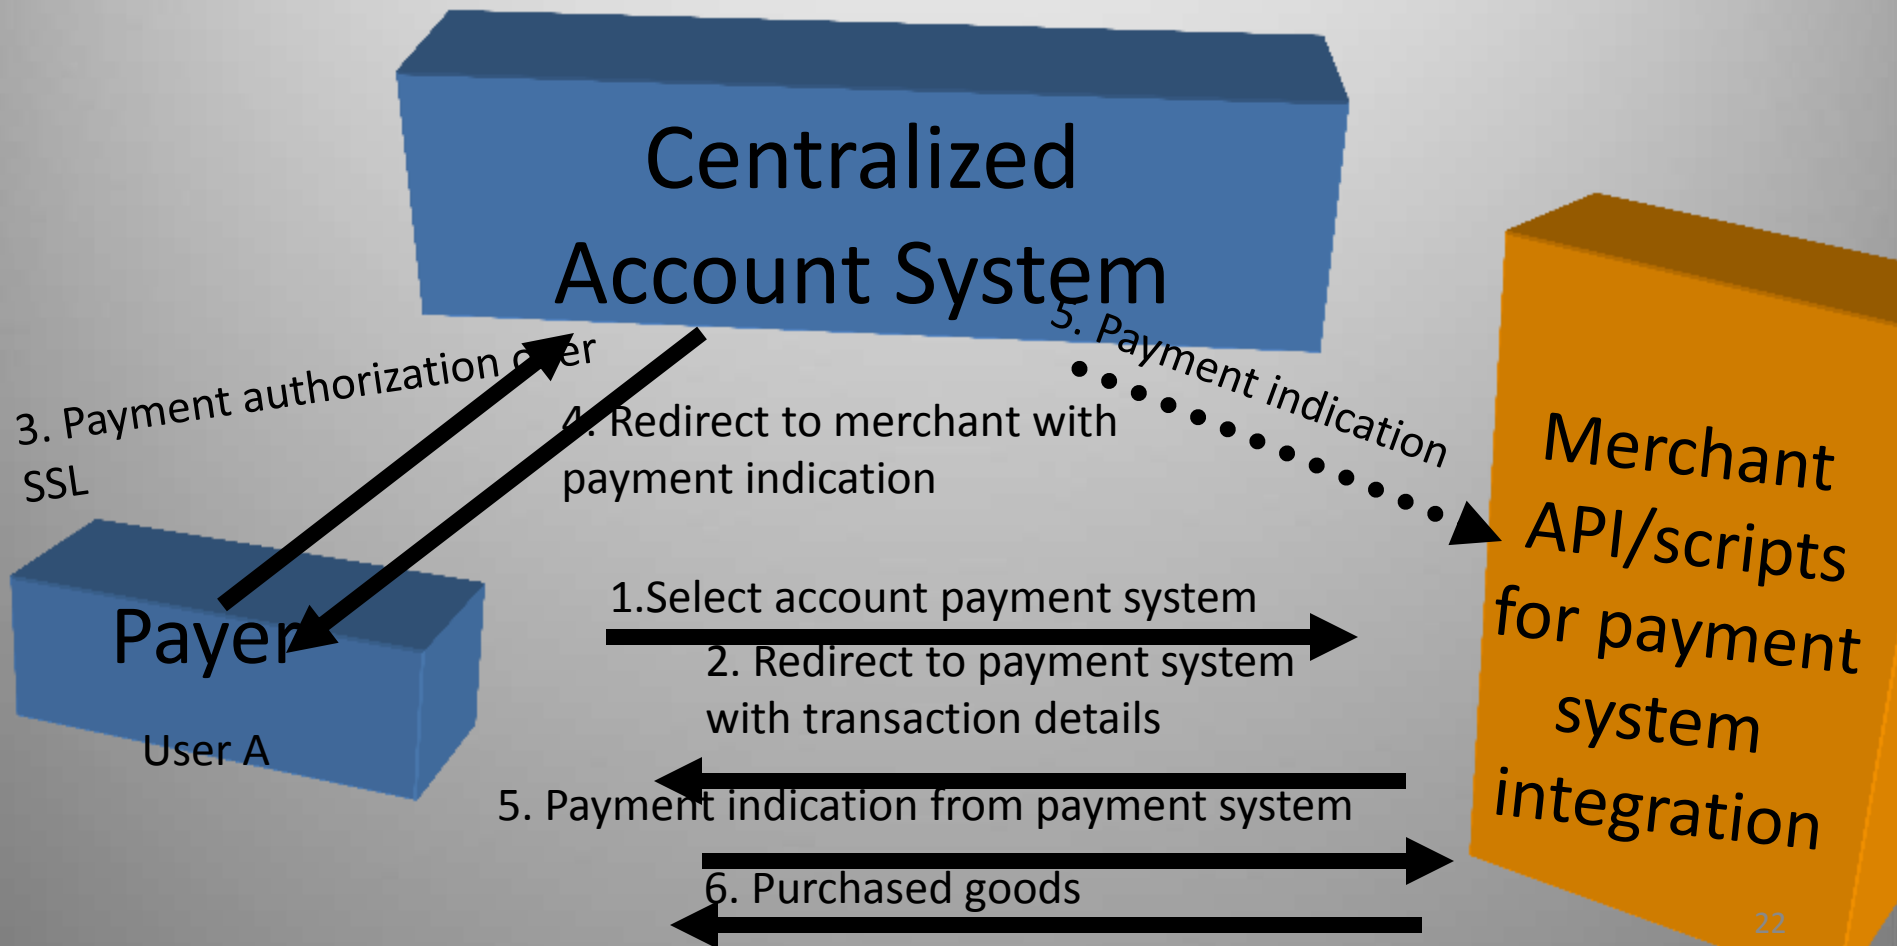 Centralized
Account System
5. Payment indication
3. Payment authorization over
SSL
4. Redirect to merchant with
payment indication
Merchant
API/scripts
for payment
system
integration
Payer
User A
1.Select account payment system
2. Redirect to payment system
with transaction details
5. Payment indication from payment system
6. Purchased goods
22